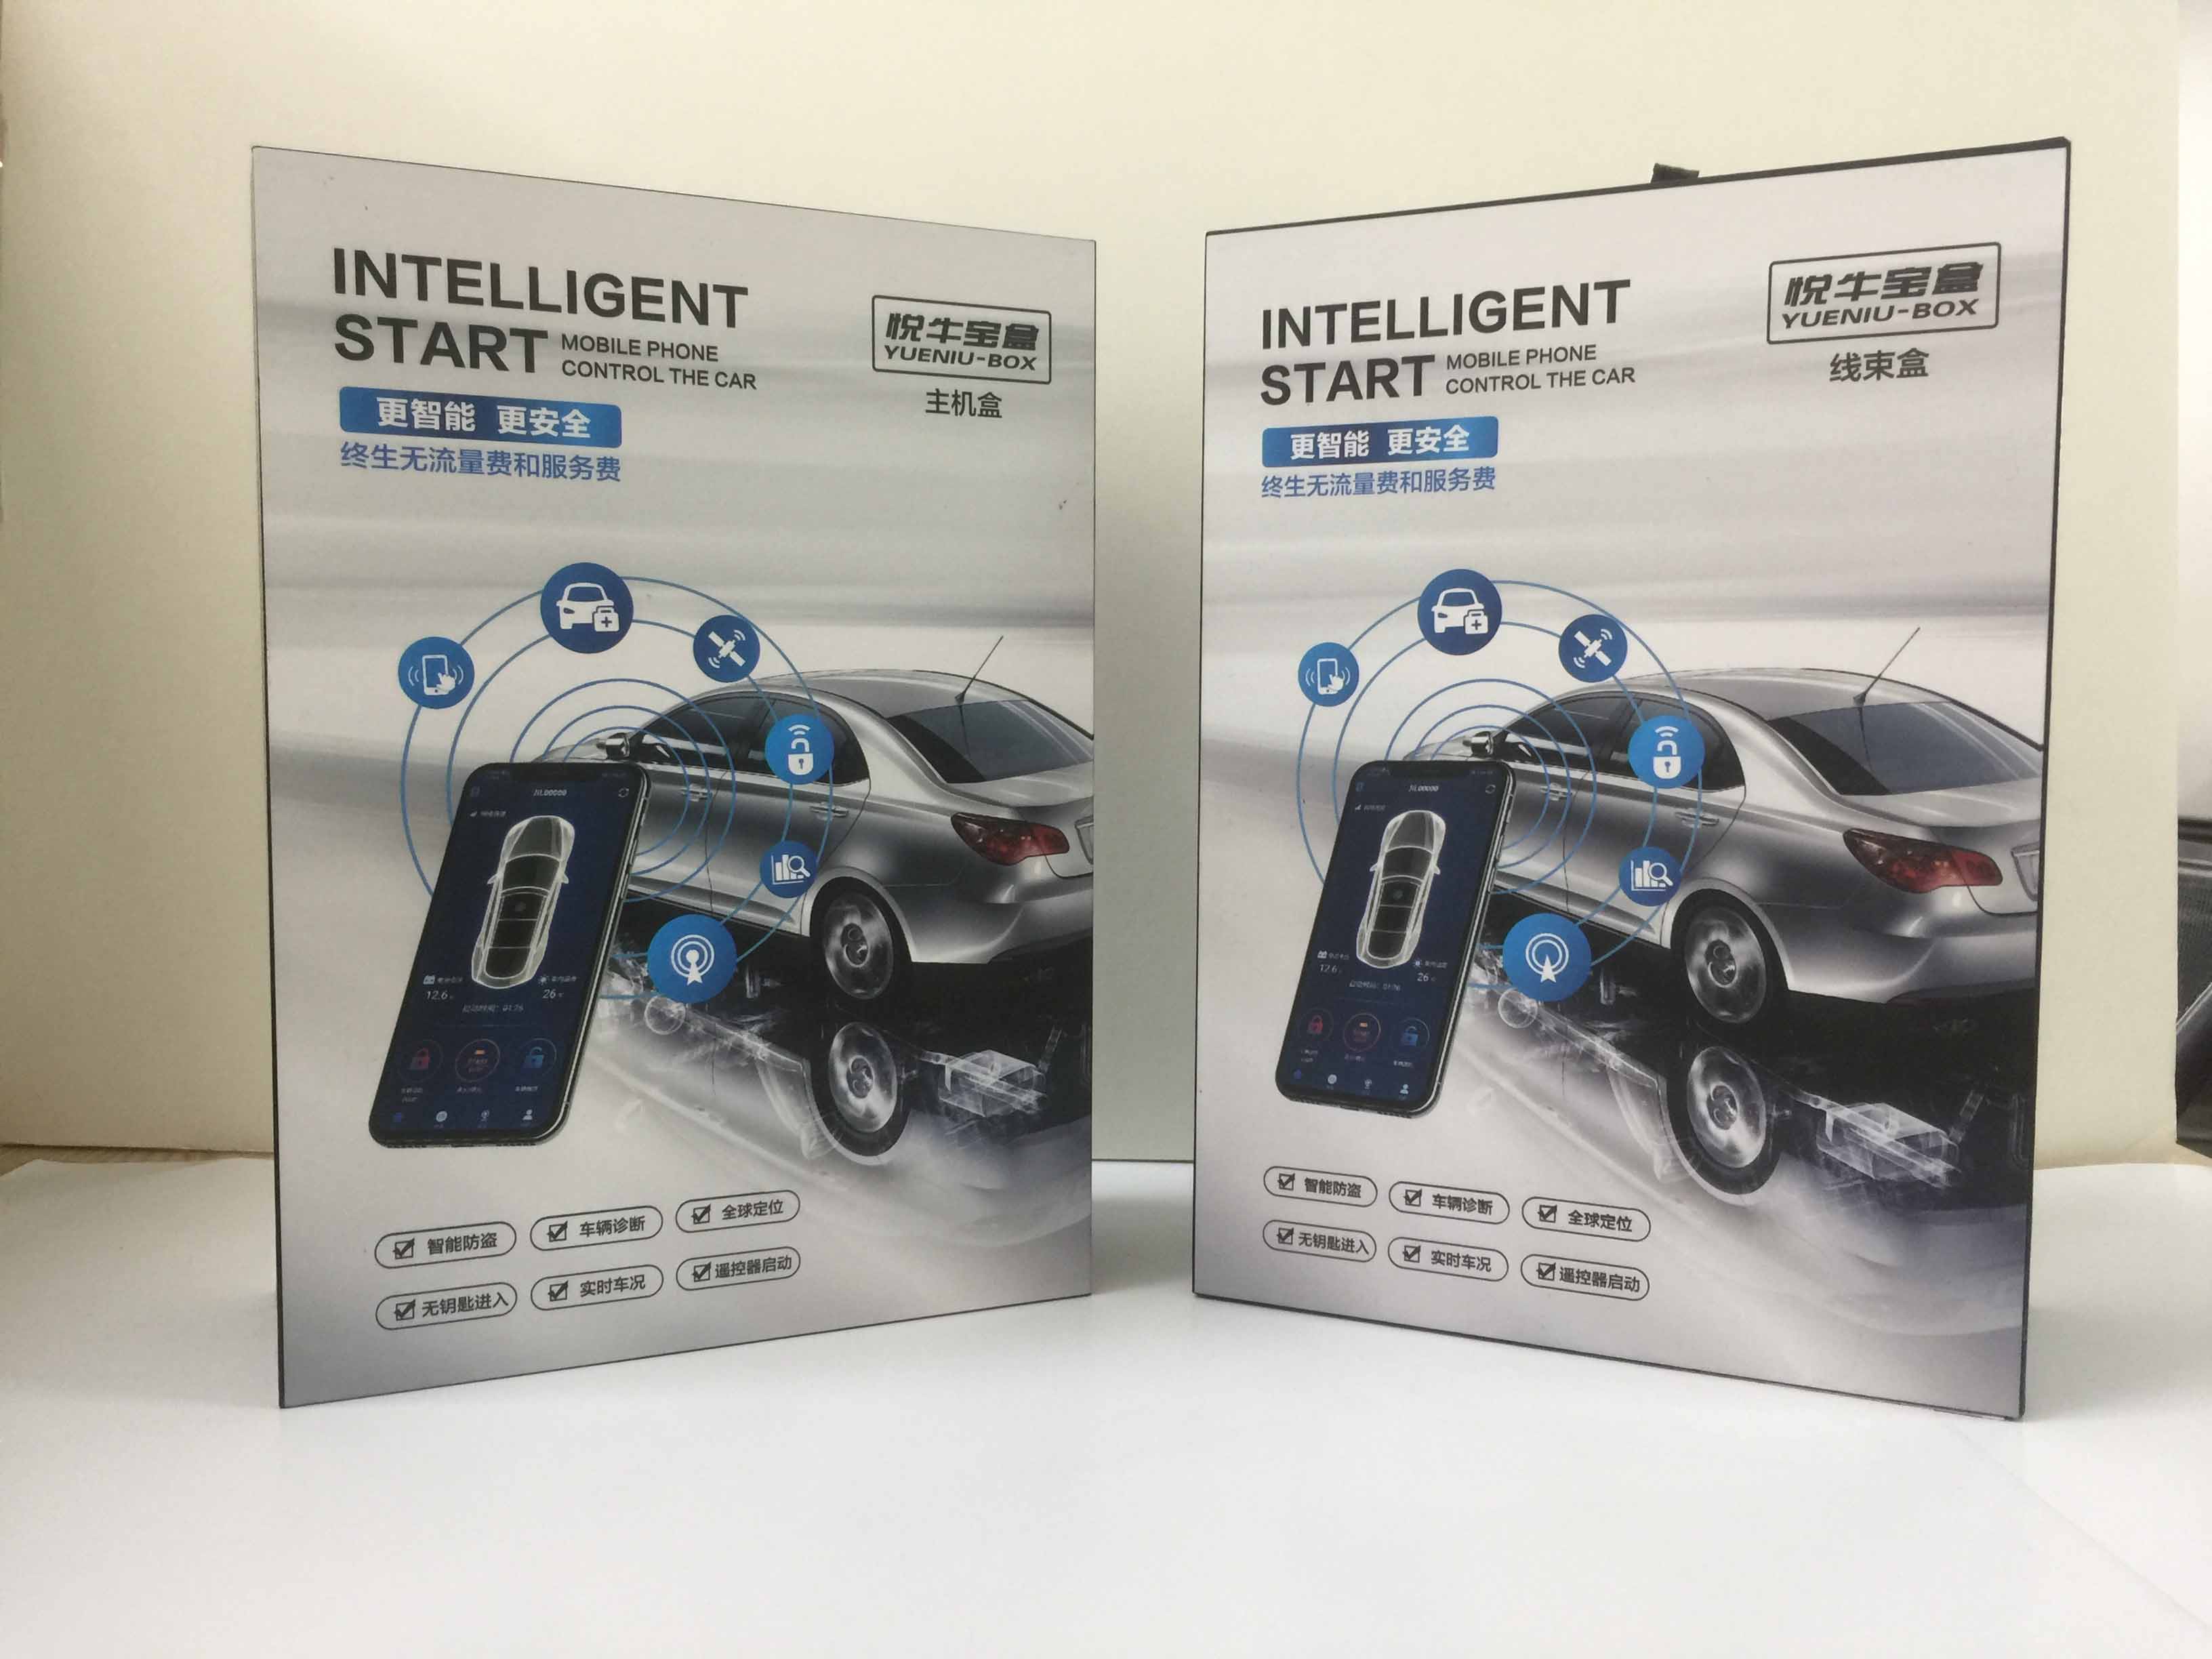 INTELLIGENT
START MOBILE PHONE
CONTROL THE CAR
更智能 更安全
终生无流量费和服务费
悦牛宝盒
YUENIU-BOX
主机盒
12.6
26
智能防盗 车辆诊断 全球定位
无钥匙进入 实时车况 遥控器启动
INTELLIGENT
START MOBILE PHONE
CONTROL THE CAR
更智能 更安全
终生无流量费和服务费
悦牛宝盒
YUENIU-BOX
线束盒
12.6
26
智能防盗 车辆诊断 全球定位
无钥匙进入 实时车况 遥控器启动